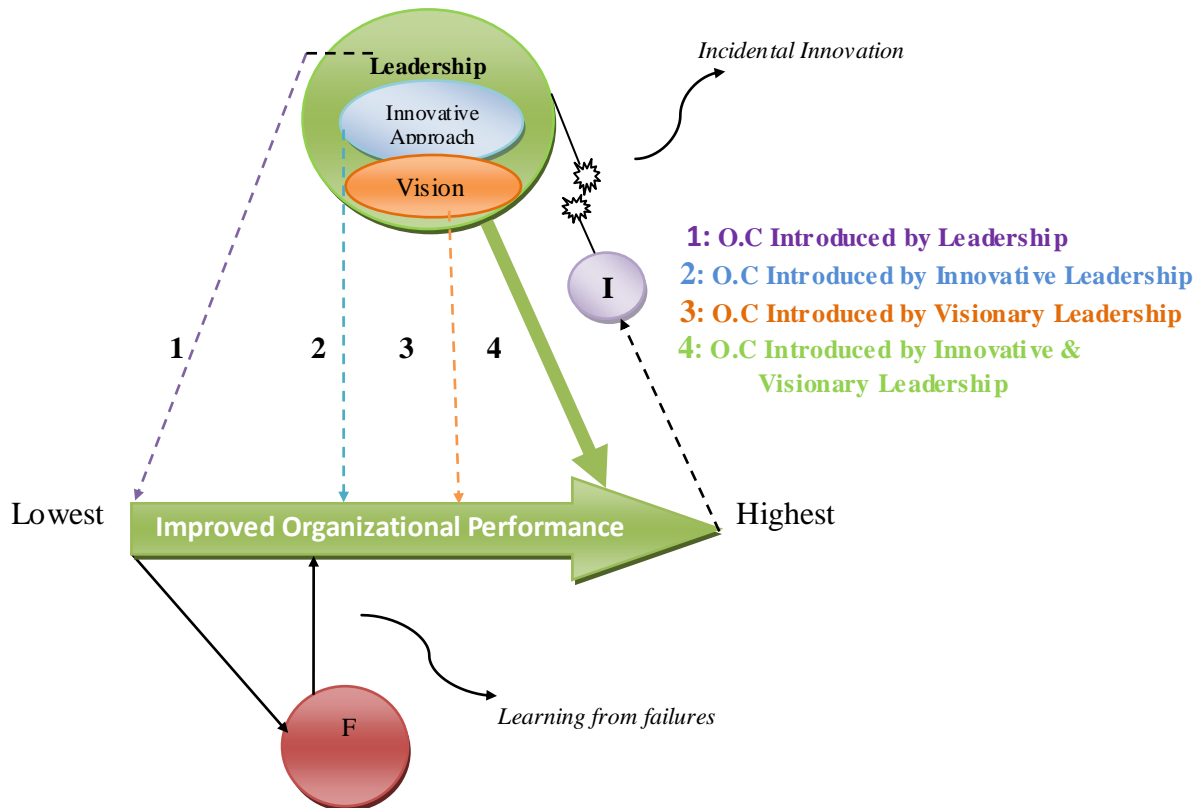 Incidental Innovation
Leadership
Innovative
Approach
Vision
1: O.C Introduced by Leadership
2: O.C Introduced by Innovative Leadership
3: O.C Introduced by Visionary Leadership
4: O.C Introduced by Innovative &
Visionary Leadership
I
1
2
3
4
Lowest
Improved Organizational Performance
Highest
F
Learning from failures